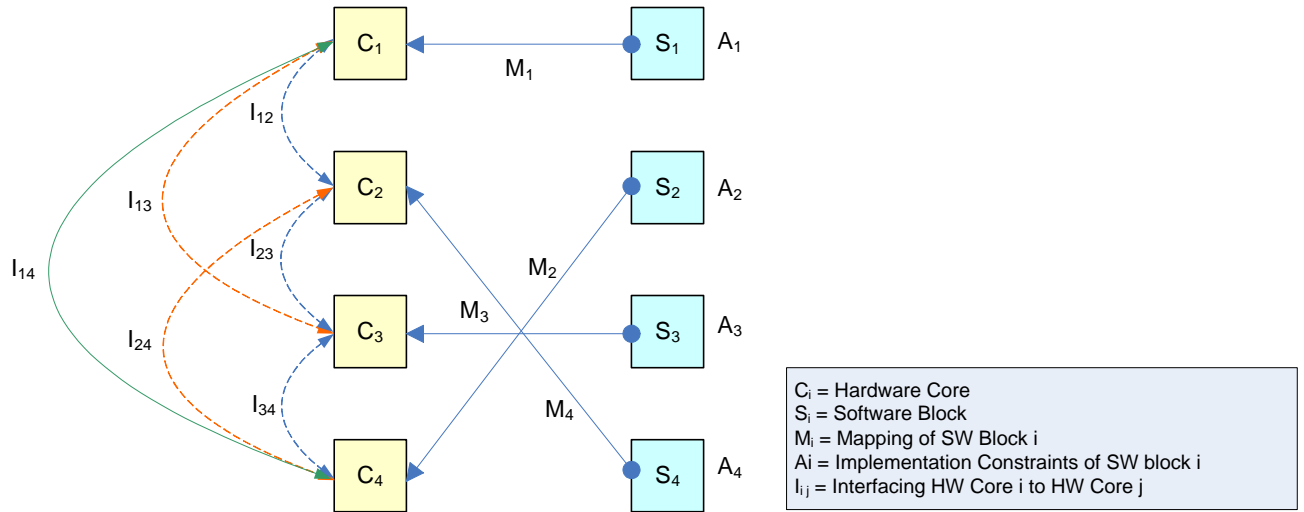 C1
S1
A1
M1
I12
C2
S2
A2
I13
I23
I14
M2
C3
M3
S3
A3
I24
I34
M4
C4
S4
A4
Ci = Hardware Core
Si = Software Block
Mi = Mapping of SW Block i
Ai = Implementation Constraints of SW block i
Ii j = Interfacing HW Core i to HW Core j